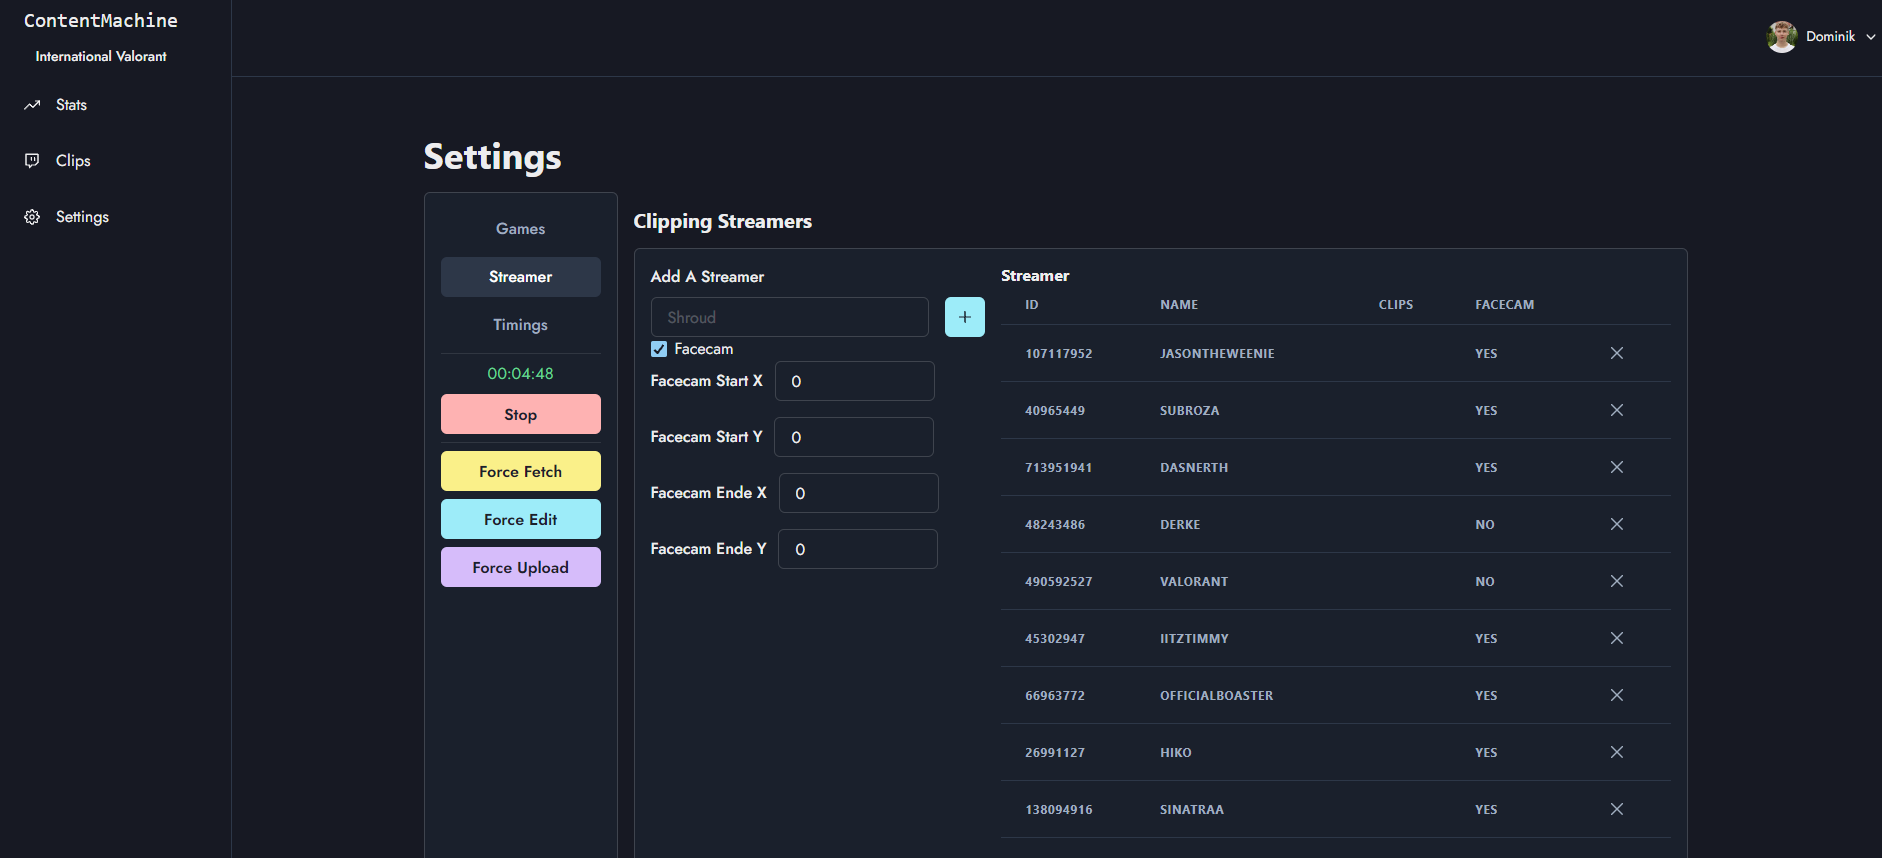 ContentMachine
International Valorant
Stats
Clips
Settings
Dominik
Settings
Games
Streamer
Timings
00:04:48
Stop
Force Fetch
Force Edit
Force Upload
Clipping Streamers
Add A Streamer
Shroud
+
Facecam
Facecam Start X 0
Facecam Start Y 0
Facecam Ende X 0
Facecam Ende Y 0
Streamer
ID NAME CLIPS FACECAM
107117952 JASONTHEWEENIE YES
40965449 SUBROZA YES
713951941 DASNERTH YES
48243486 DERKE NO
490592527 VALORANT NO
45302947 IITZTIMMY YES
66963772 OFFICIALBOASTER YES
26991127 HIKO YES
138094916 SINATRAA YES